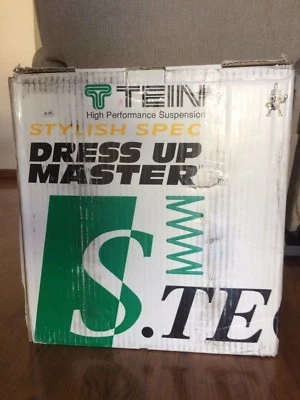 TEIN
High Performance Suspension
STYLISH SPEC
DRESS UP
MASTER
S.TE